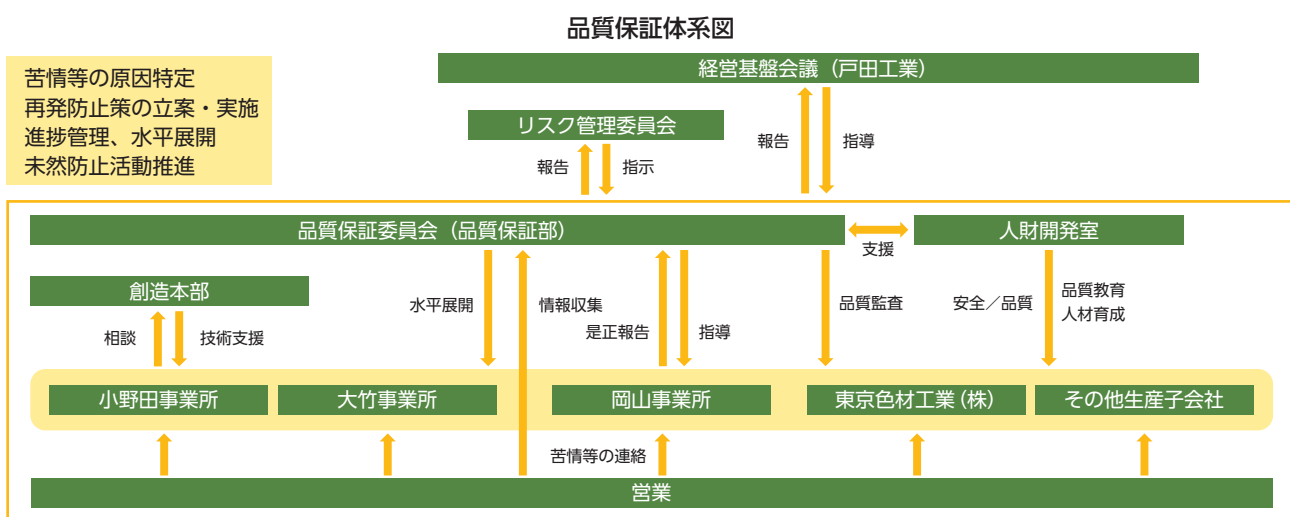 品質保証体系図
苦情等の原因特定
再発防止策の立案・実施
進捗管理、水平展開
未然防止活動推進
経営基盤会議（戸田工業）
リスク管理委員会
報告
指導
報告
指示
品質保証委員会（品質保証部）
人財開発室
支援
創造本部
水平展開
情報収集
是正報告
指導
品質監査
安全／品質
品質教育
人材育成
相談
技術支援
小野田事業所
大竹事業所
岡山事業所
東京色材工業（株）
その他生産子会社
苦情等の連絡
営業